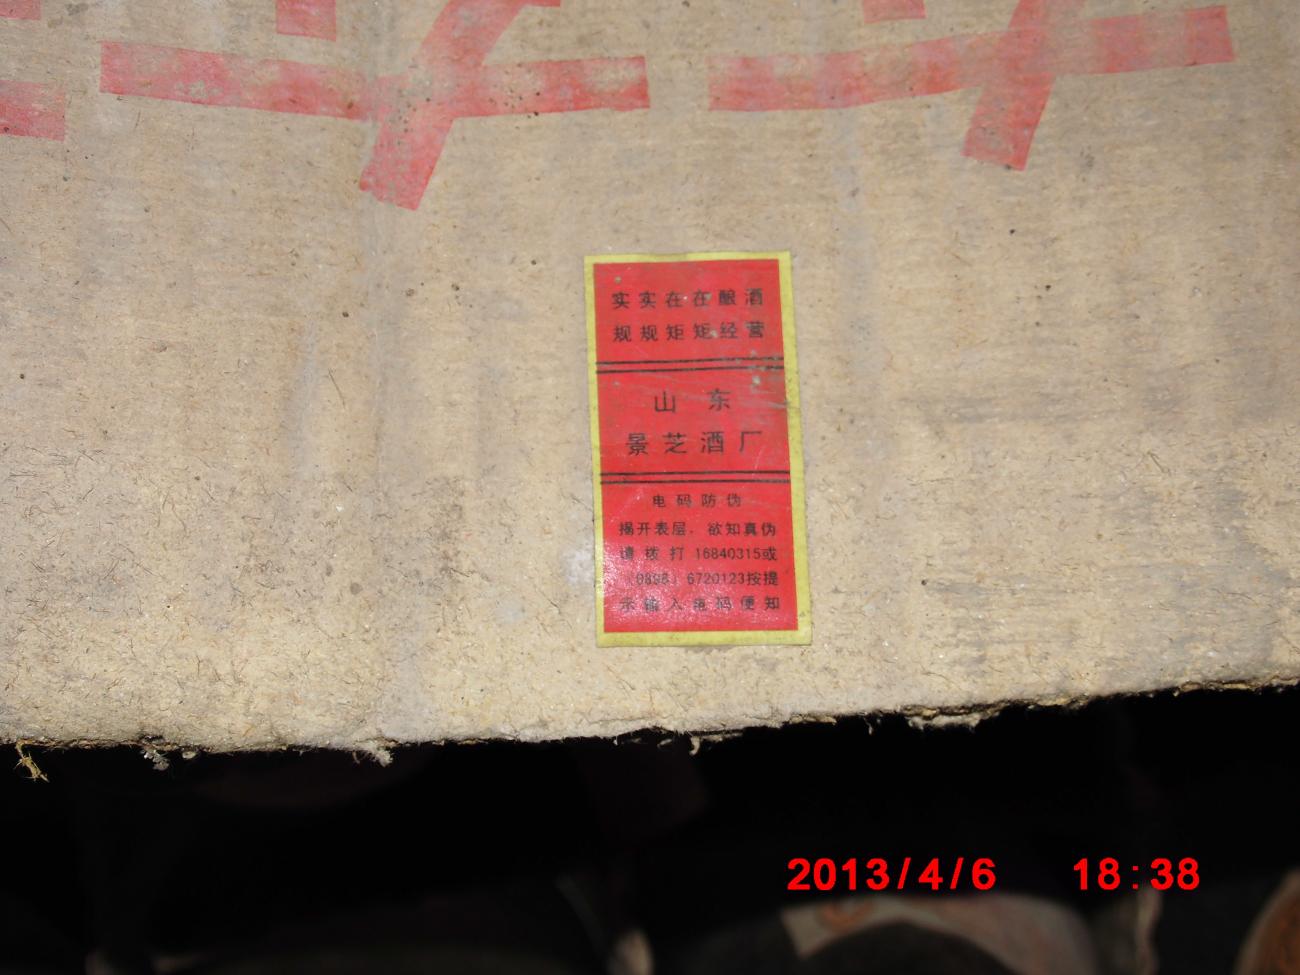 实实在在酿酒
规规矩矩经营
山东
景芝酒厂
电码防伪
揭开表层，欲知真伪
请拨打 16840315或
(0898) 6720123按提
示输入电码便知
2013/4/6 18:38